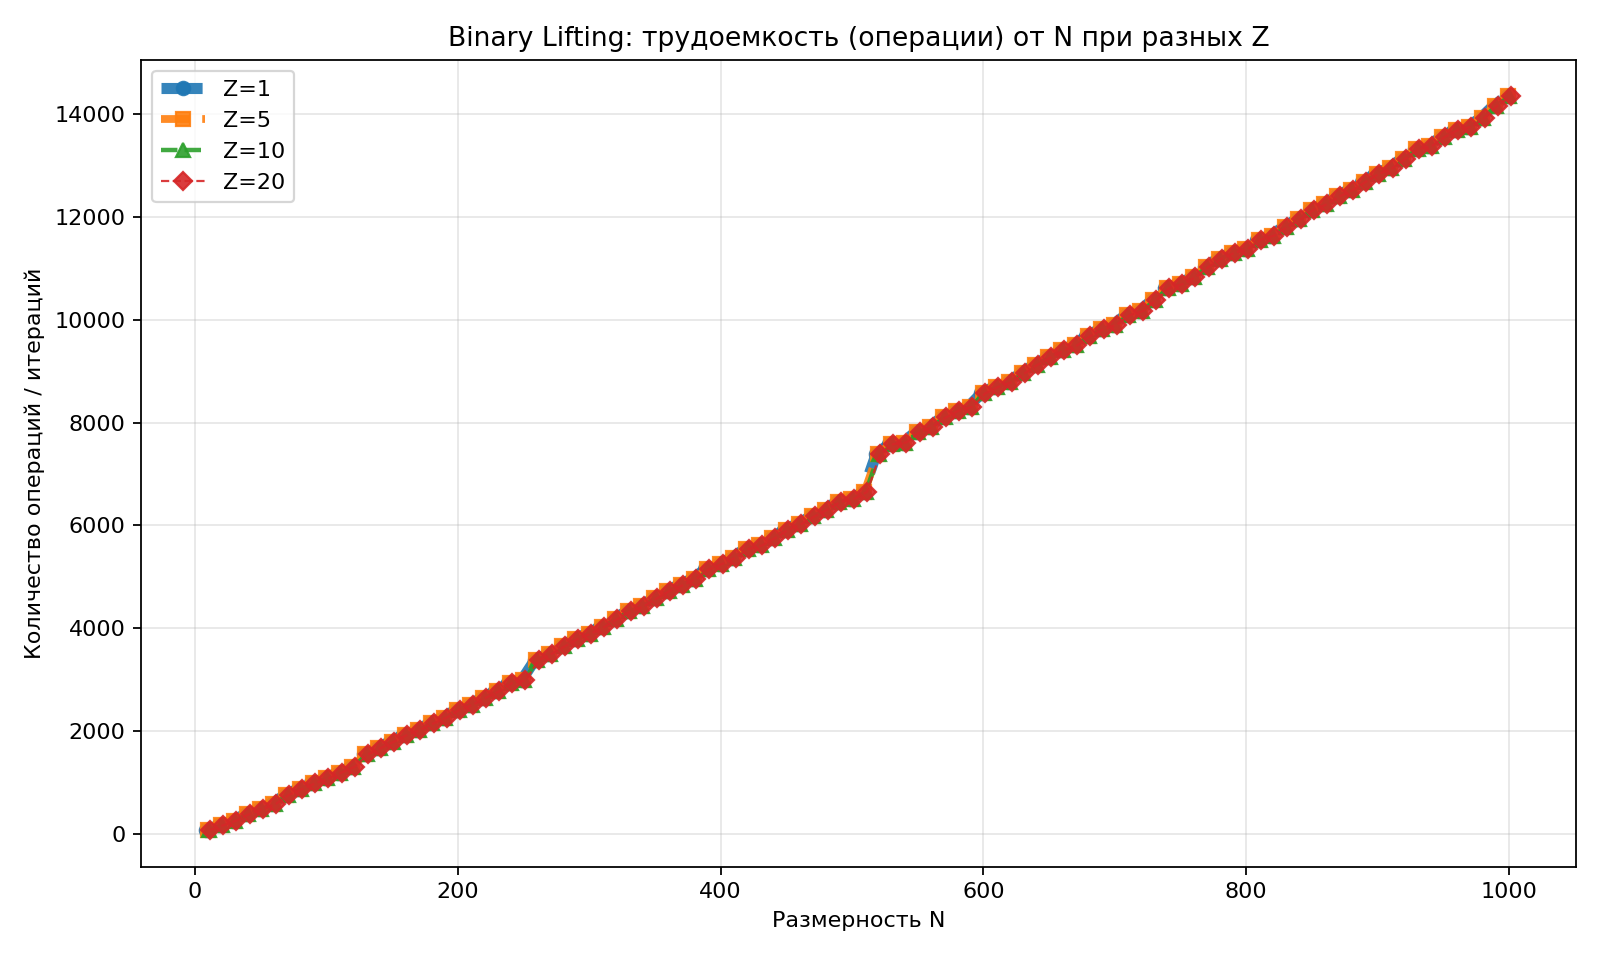 Binary Lifting: трудоемкость (операции) от N при разных Z
Z=1
Z=5
Z=10
Z=20
Количество операций / итераций
14000
12000
10000
8000
6000
4000
2000
0
0 200 400 600 800 1000
Размерность N